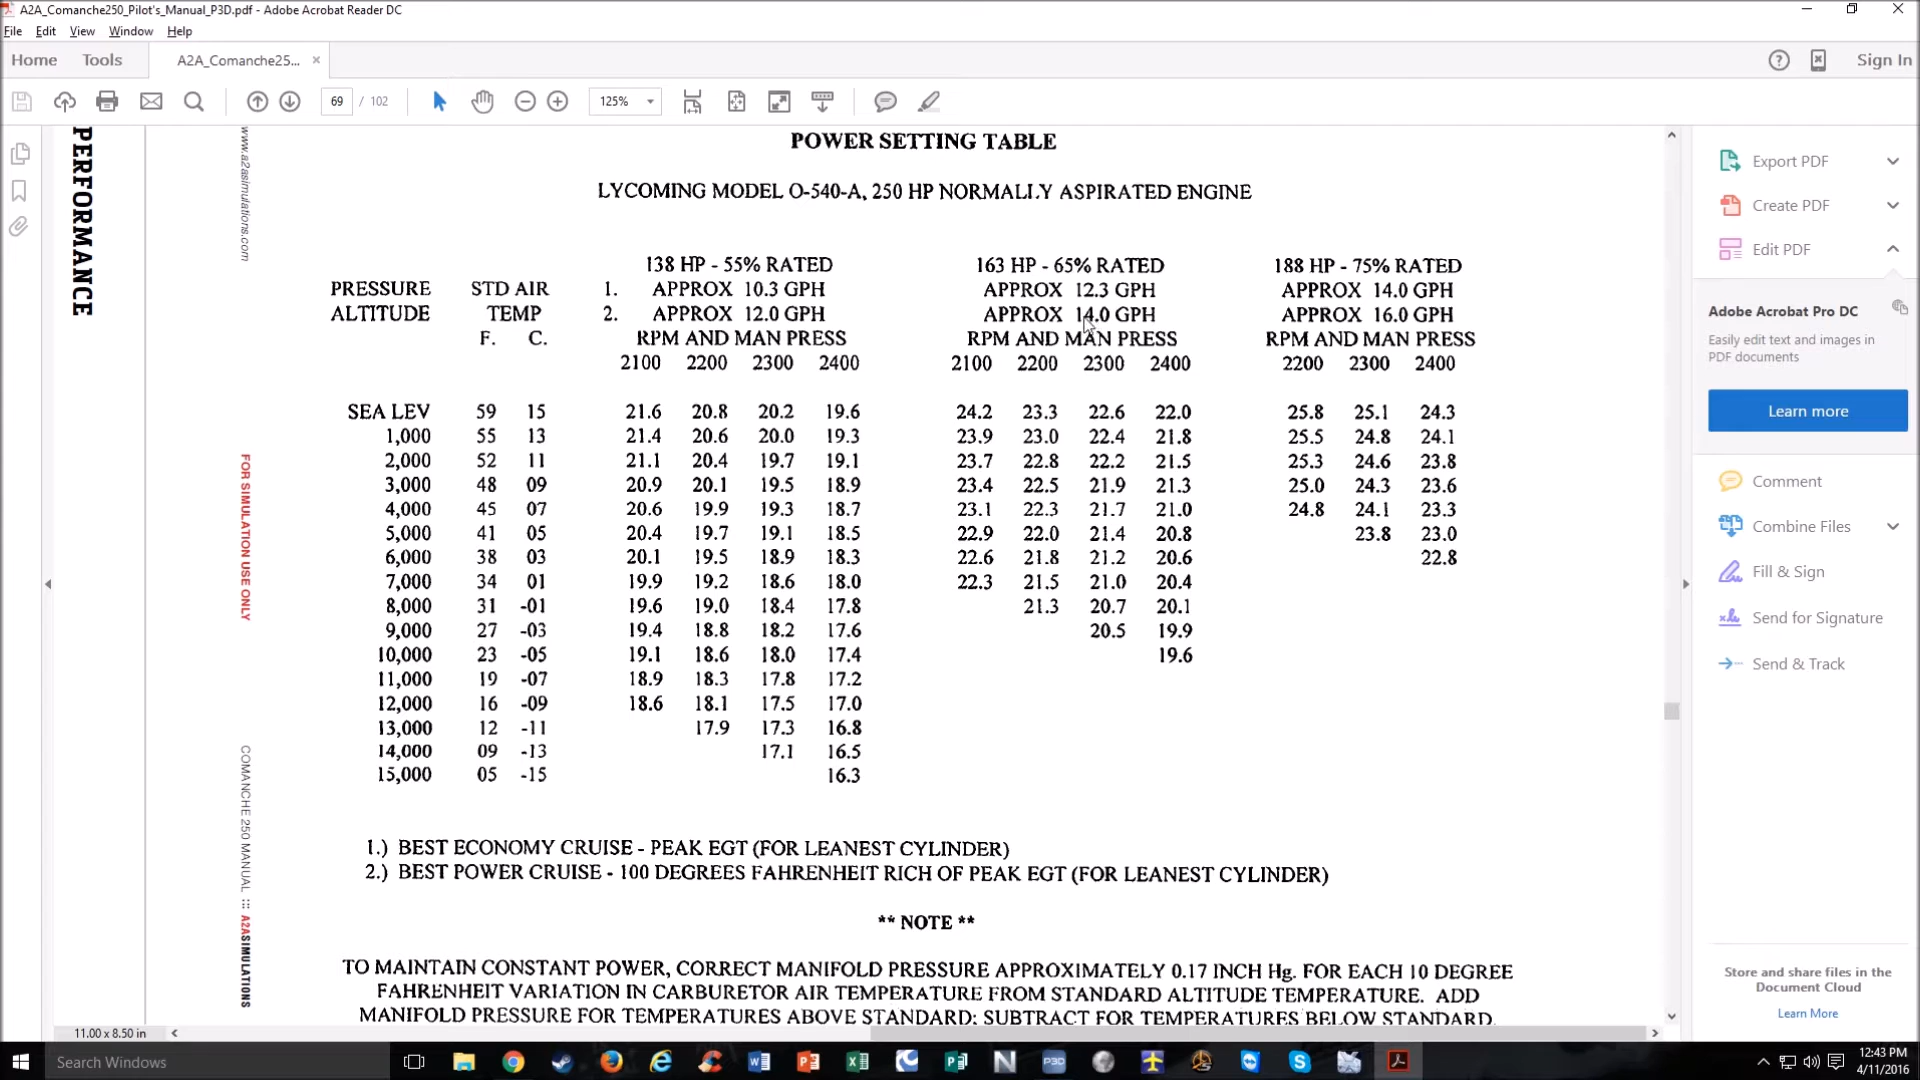 A2A_Comanche250_Pilot's_Manual_P3D.pdf - Adobe Acrobat Reader DC
File Edit View Window Help
Home Tools A2A_Comanche25... × Sign In
69 / 102 125%
PERFORMANCE
www.a2asimulations.com
FOR SIMULATION USE ONLY
COMANCHE 250 MANUAL ::: A2ASIMULATIONS
POWER SETTING TABLE
LYCOMING MODEL O-540-A, 250 HP NORMALLY ASPIRATED ENGINE
138 HP - 55% RATED 163 HP - 65% RATED 188 HP - 75% RATED
PRESSURE STD AIR 1. APPROX 10.3 GPH APPROX 12.3 GPH APPROX 14.0 GPH
ALTITUDE TEMP 2. APPROX 12.0 GPH APPROX 14.0 GPH APPROX 16.0 GPH
F. C. RPM AND MAN PRESS RPM AND MAN PRESS RPM AND MAN PRESS
2100 2200 2300 2400 2100 2200 2300 2400 2200 2300 2400
SEA LEV 59 15 21.6 20.8 20.2 19.6 24.2 23.3 22.6 22.0 25.8 25.1 24.3
1,000 55 13 21.4 20.6 20.0 19.3 23.9 23.0 22.4 21.8 25.5 24.8 24.1
2,000 52 11 21.1 20.4 19.7 19.1 23.7 22.8 22.2 21.5 25.3 24.6 23.8
3,000 48 09 20.9 20.1 19.5 18.9 23.4 22.5 21.9 21.3 25.0 24.3 23.6
4,000 45 07 20.6 19.9 19.3 18.7 23.1 22.3 21.7 21.0 24.8 24.1 23.3
5,000 41 05 20.4 19.7 19.1 18.5 22.9 22.0 21.4 20.8 23.8 23.0
6,000 38 03 20.1 19.5 18.9 18.3 22.6 21.8 21.2 20.6 22.8
7,000 34 01 19.9 19.2 18.6 18.0 22.3 21.5 21.0 20.4
8,000 31 -01 19.6 19.0 18.4 17.8 21.3 20.7 20.1
9,000 27 -03 19.4 18.8 18.2 17.6 20.5 19.9
10,000 23 -05 19.1 18.6 18.0 17.4 19.6
11,000 19 -07 18.9 18.3 17.8 17.2
12,000 16 -09 18.6 18.1 17.5 17.0
13,000 12 -11 17.9 17.3 16.8
14,000 09 -13 17.1 16.5
15,000 05 -15 16.3
1.) BEST ECONOMY CRUISE - PEAK EGT (FOR LEANEST CYLINDER)
2.) BEST POWER CRUISE - 100 DEGREES FAHRENHEIT RICH OF PEAK EGT (FOR LEANEST CYLINDER)
** NOTE **
TO MAINTAIN CONSTANT POWER, CORRECT MANIFOLD PRESSURE APPROXIMATELY 0.17 INCH Hg. FOR EACH 10 DEGREE
FAHRENHEIT VARIATION IN CARBURETOR AIR TEMPERATURE FROM STANDARD ALTITUDE TEMPERATURE. ADD
MANIFOLD PRESSURE FOR TEMPERATURES ABOVE STANDARD; SUBTRACT FOR TEMPERATURES BELOW STANDARD.
11.00 x 8.50 in
Export PDF
Create PDF
Edit PDF
Adobe Acrobat Pro DC
Easily edit text and images in
PDF documents
Learn more
Comment
Combine Files
Fill & Sign
Send for Signature
Send & Track
Store and share files in the
Document Cloud
Learn More
Search Windows
P3D
12:43 PM
4/11/2016